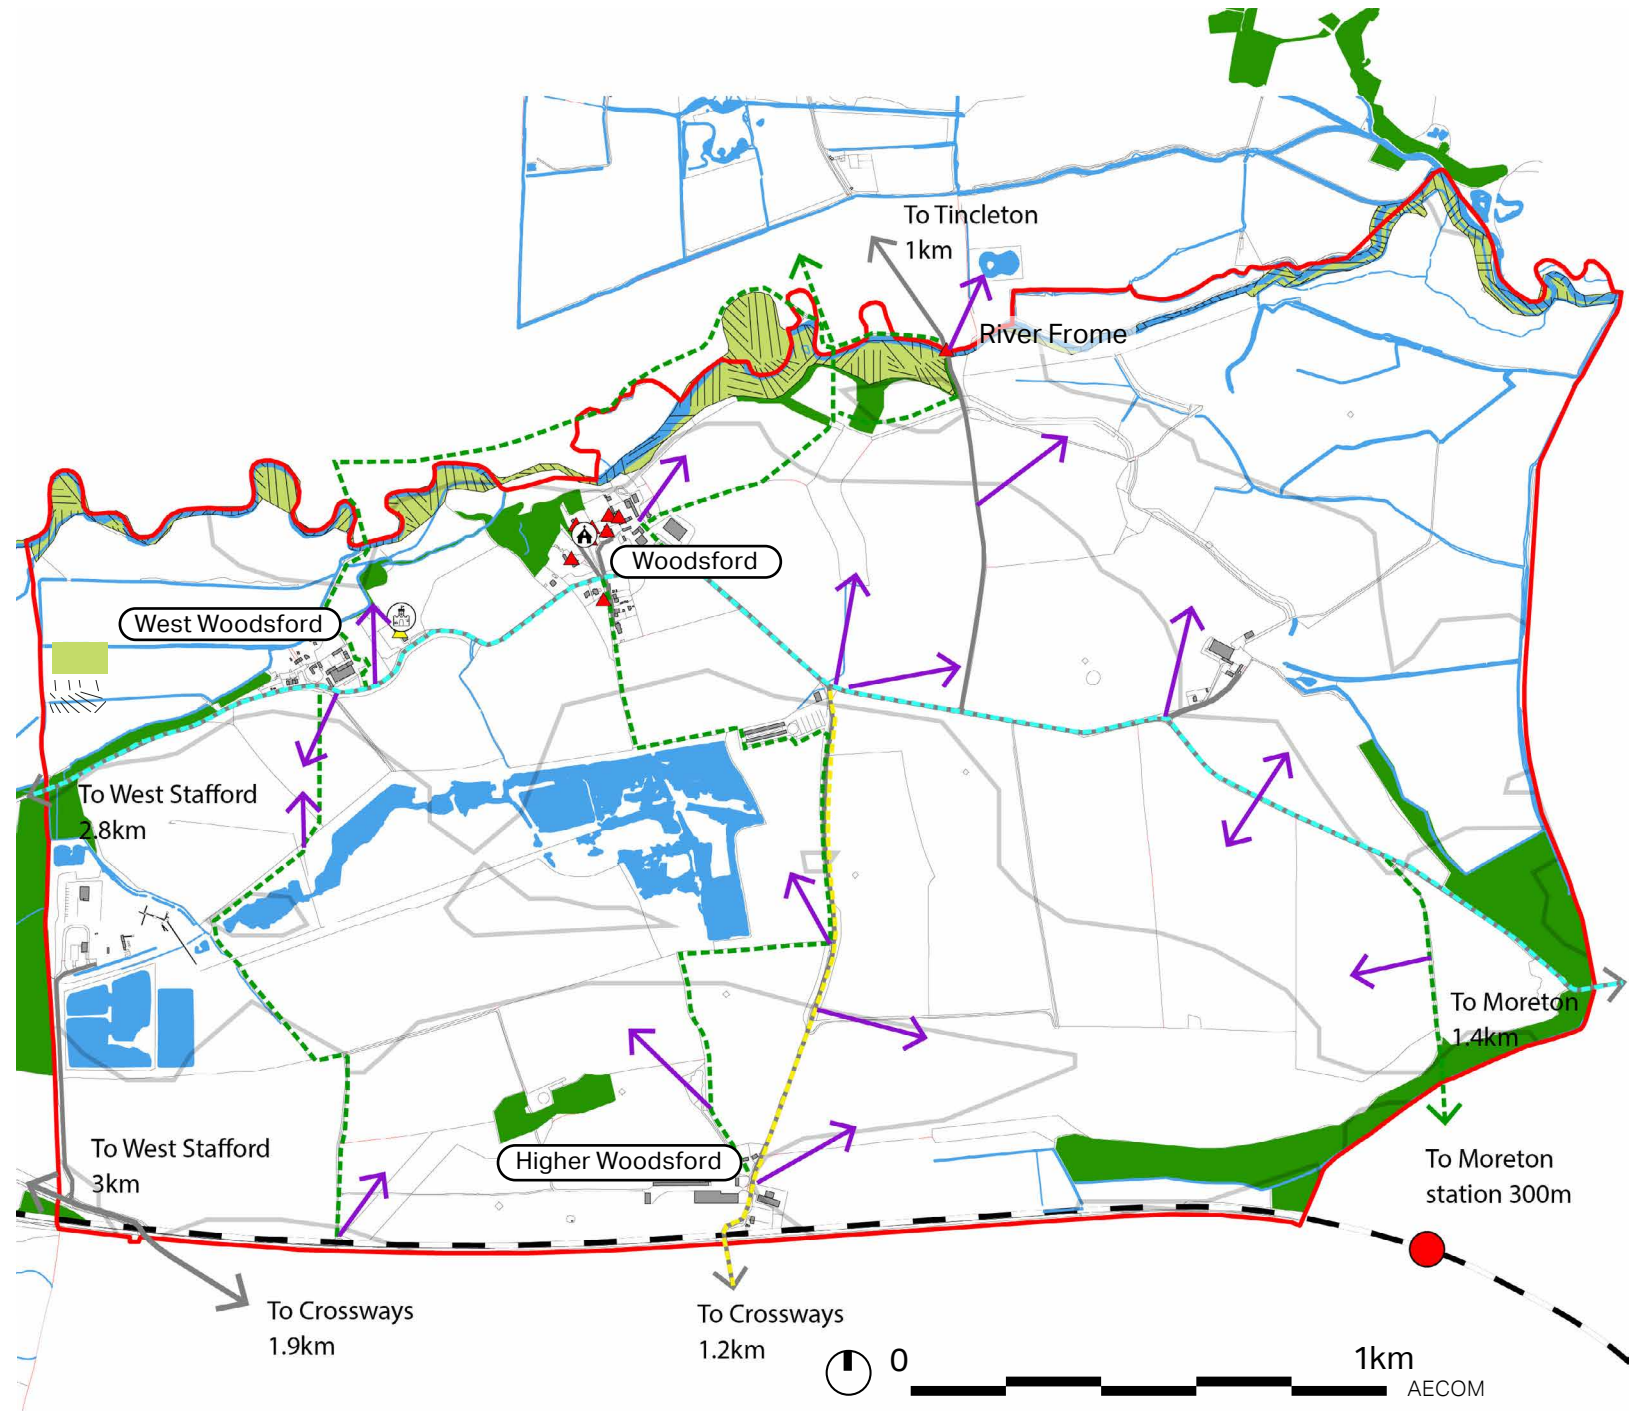 To Tincleton
1km
River Frome
Woodsford
West Woodsford
To West Stafford
2.8km
To Moreton
1.4km
To West Stafford
3km
Higher Woodsford
To Moreton
station 300m
To Crossways
1.9km
To Crossways
1.2km
0
1km
AECOM